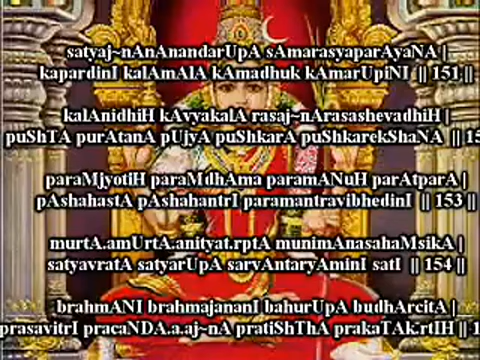 satyaj~nAnAnandarUpA sAmarasyaparAyaNA |
kapardinI kalAmAlA kAmadhuk kAmarUpiNI || 151 ||
kalAnidhiH kAvyakalA rasaj~nArasashevadhiH |
puShTA purAtana pUjyA puShkarA puShkarekShaNA || 15
paraMjyotiH paraMdhAma paramANuH parAtparA |
pAshahastA pAshahantrI paramantravibhedinI || 153 ||
murtA.amUrtA.anityat.rptA munimAnasahaMsikA |
satyavratA satyarUpA sarvAntaryAminI satI || 154 ||
brahmANI brahmajananI bahurUpA budhArcitA |
prasavitrI pracaNDA.a.aj~nA pratiShThA prakaTAk.rtIH || 1